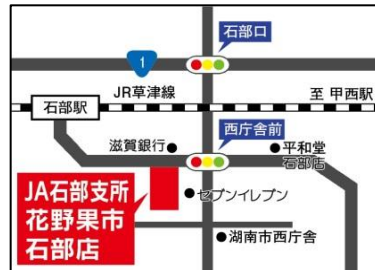 石部口
1
JR草津線
至 甲西駅
石部駅
滋賀銀行
西庁舎前
平和堂
石部店
JA石部支所
花野果市
石部店
セブンイレブン
湖南市西庁舎